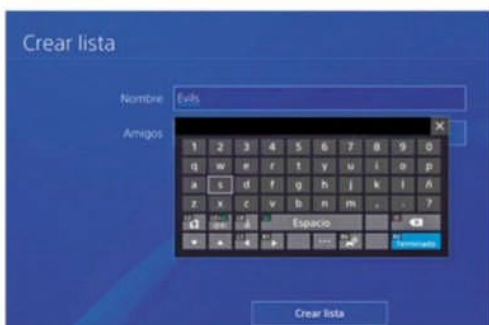 Crear lista
Nombre Evils
Amigos
1 2 3 4 5 6 7 8 9 0
q w e r t y u i o p
a s d f g h j k l ñ
z x c v b n m , . ?
Espacio
Terminado
Crear lista